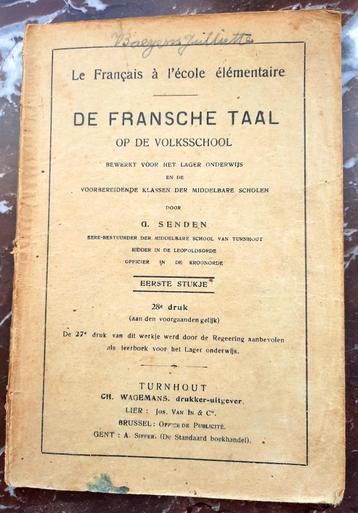 Baeyens Julliette
Le Français à l'école élémentaire
DE FRANSCHE TAAL
OP DE VOLKSSCHOOL
BEWERKT VOOR HET LAGER ONDERWIJS
EN DE
VOORBEREIDENDE KLASSEN DER MIDDELBARE SCHOLEN
DOOR
G. SENDEN
EERE-BESTUURDER DER MIDDELBARE SCHOOL VAN TURNHOUT
RIDDER IN DE LEOPOLDSORDE
OFFICIER IN DE KROONORDE
EERSTE STUKJE
28e druk
(aan den voorgaanden gelijk)
De 27e druk van dit werkje werd door de Regeering aanbevolen
als leerboek voor het Lager onderwijs.
TURNHOUT
CH. WAGEMANS, drukker-uitgever.
LIER : Jos. Van In & Co.
BRUSSEL : Office de Publicité.
GENT : A. Siffer. (De Standaard boekhandel).